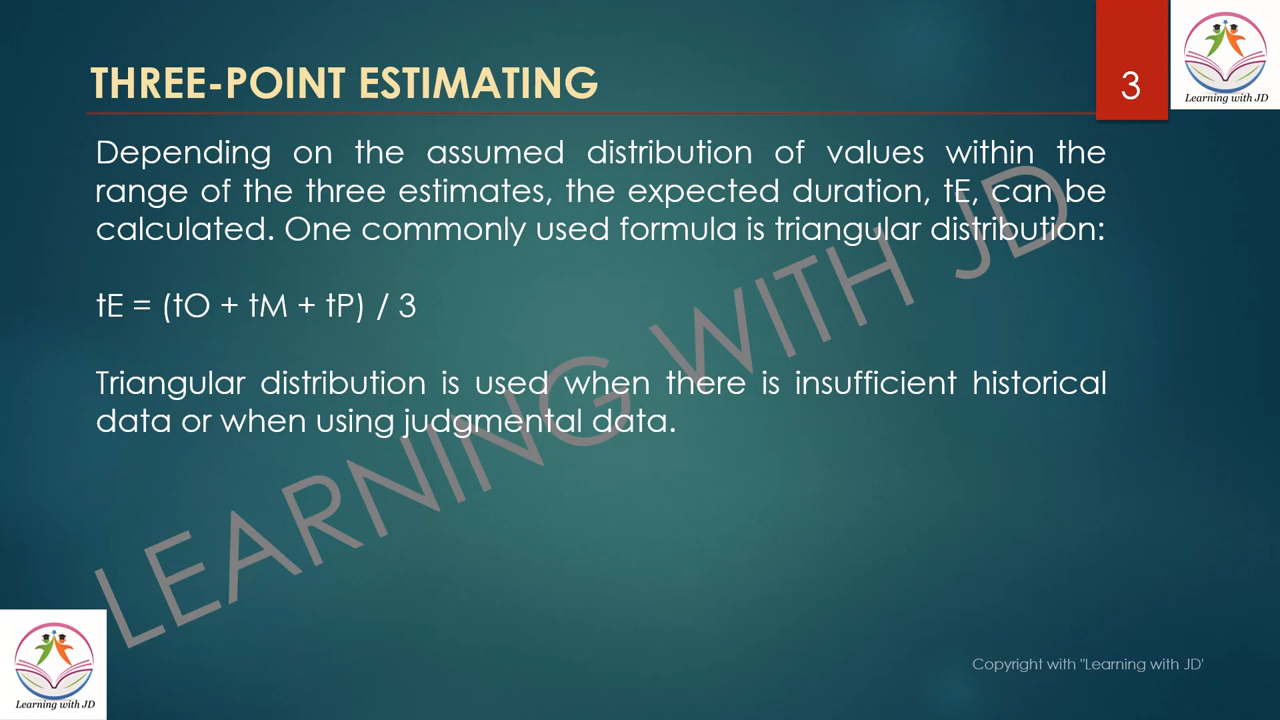 THREE-POINT ESTIMATING
3
Learning with JD
Depending on the assumed distribution of values within the
range of the three estimates, the expected duration, tE, can be
calculated. One commonly used formula is triangular distribution:
tE = (tO + tM + tP) / 3
Triangular distribution is used when there is insufficient historical
data or when using judgmental data.
LEARNING WITH JD
Copyright with "Learning with JD'
Learning with JD